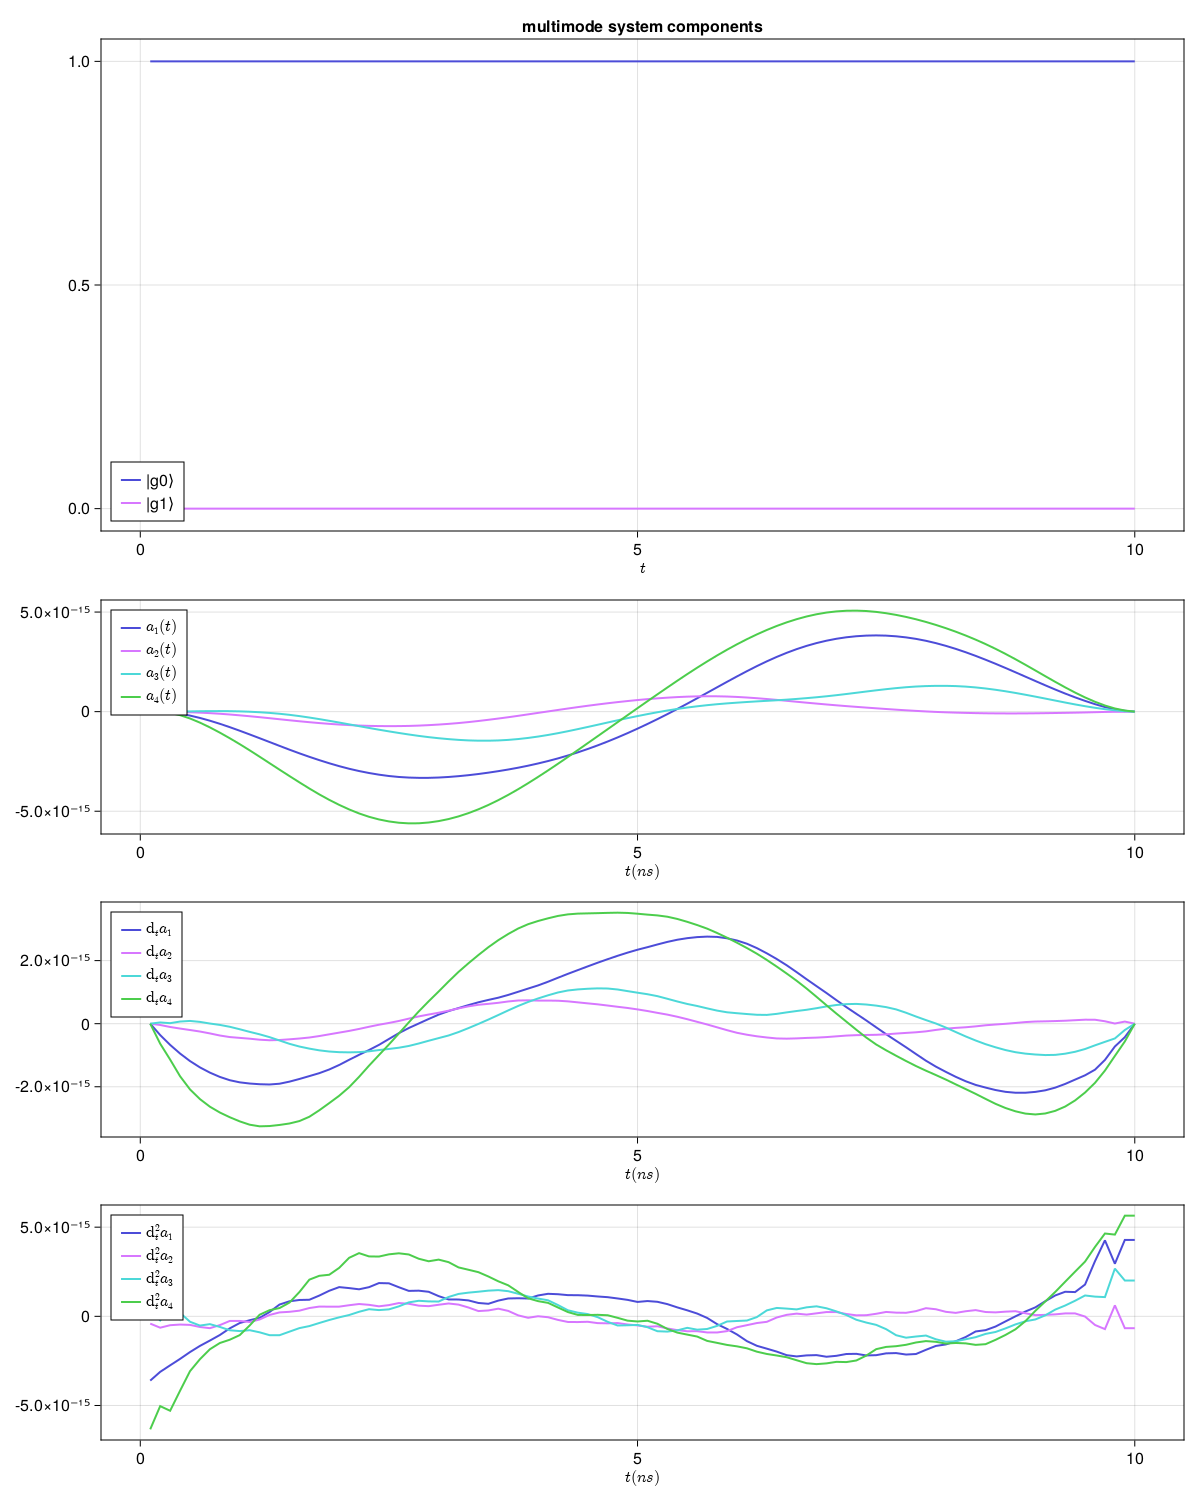 multimode system components
1.0
0.5
0.0
|g0⟩
|g1⟩
0 5 10
t
5.0×10⁻¹⁵
0
-5.0×10⁻¹⁵
a₁(t)
a₂(t)
a₃(t)
a₄(t)
0 5 10
t(ns)
2.0×10⁻¹⁵
0
-2.0×10⁻¹⁵
dₜa₁
dₜa₂
dₜa₃
dₜa₄
0 5 10
t(ns)
5.0×10⁻¹⁵
0
-5.0×10⁻¹⁵
d²ₜa₁
d²ₜa₂
d²ₜa₃
d²ₜa₄
0 5 10
t(ns)